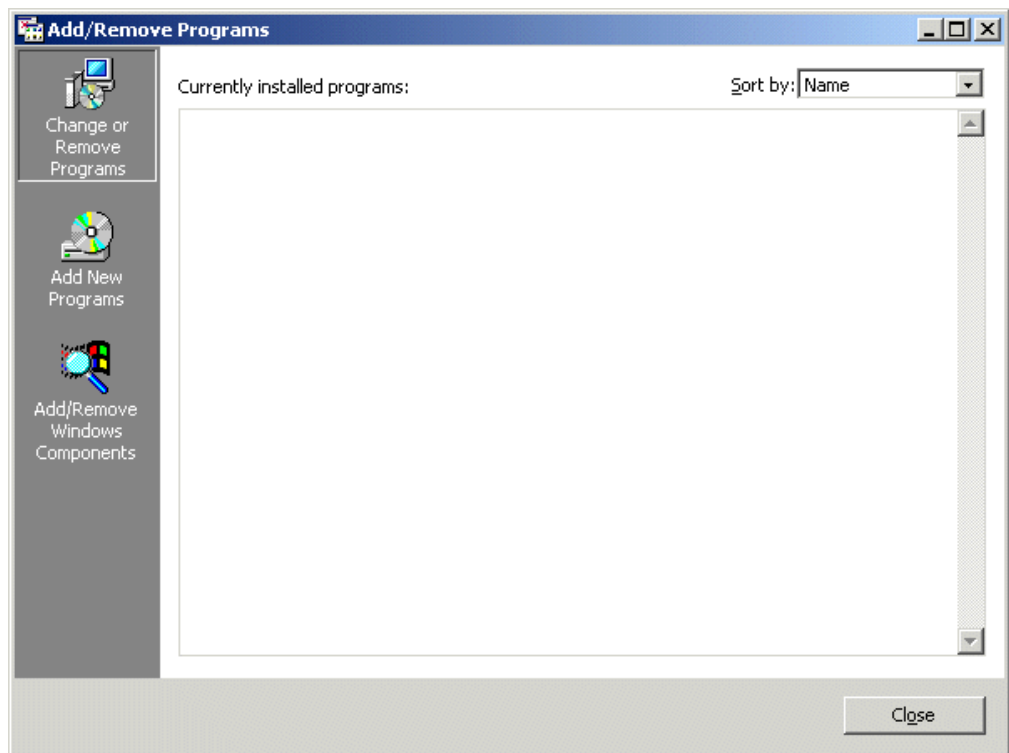 Add/Remove Programs
Change or
Remove
Programs
Currently installed programs:
Sort by: Name
Add New
Programs
Add/Remove
Windows
Components
Close